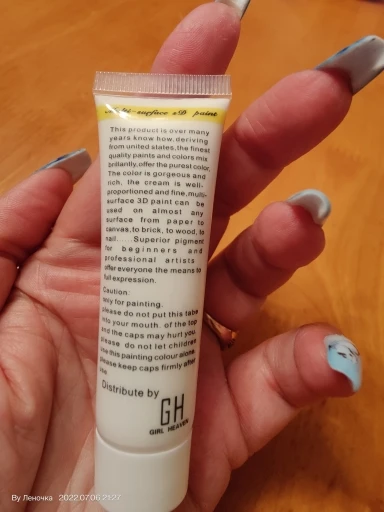 Multi-surface 3D paint
This product is over many
years know how, deriving
from united states, the finest
quality paints and colors mix
brillantly, offer the purest color.
The color is gorgeous and
rich, the cream is well-
proportioned and fine, multi-
surface 3D paint can be
used on almost any
surface from paper to
canvas, to brick, to wood, to
nail......Superior pigment
for beginners and
professional artists
offer everyone the means to
full expression.
Caution:
only for painting.
please do not put this tabe
into your mouth of the top
and the caps may hurt you.
please do not let children
use this painting colour alone.
please keep caps firmly after
use.
Distribute by
GH
GIRL HEAVEN
By Леночка 2022.07.06 21:27